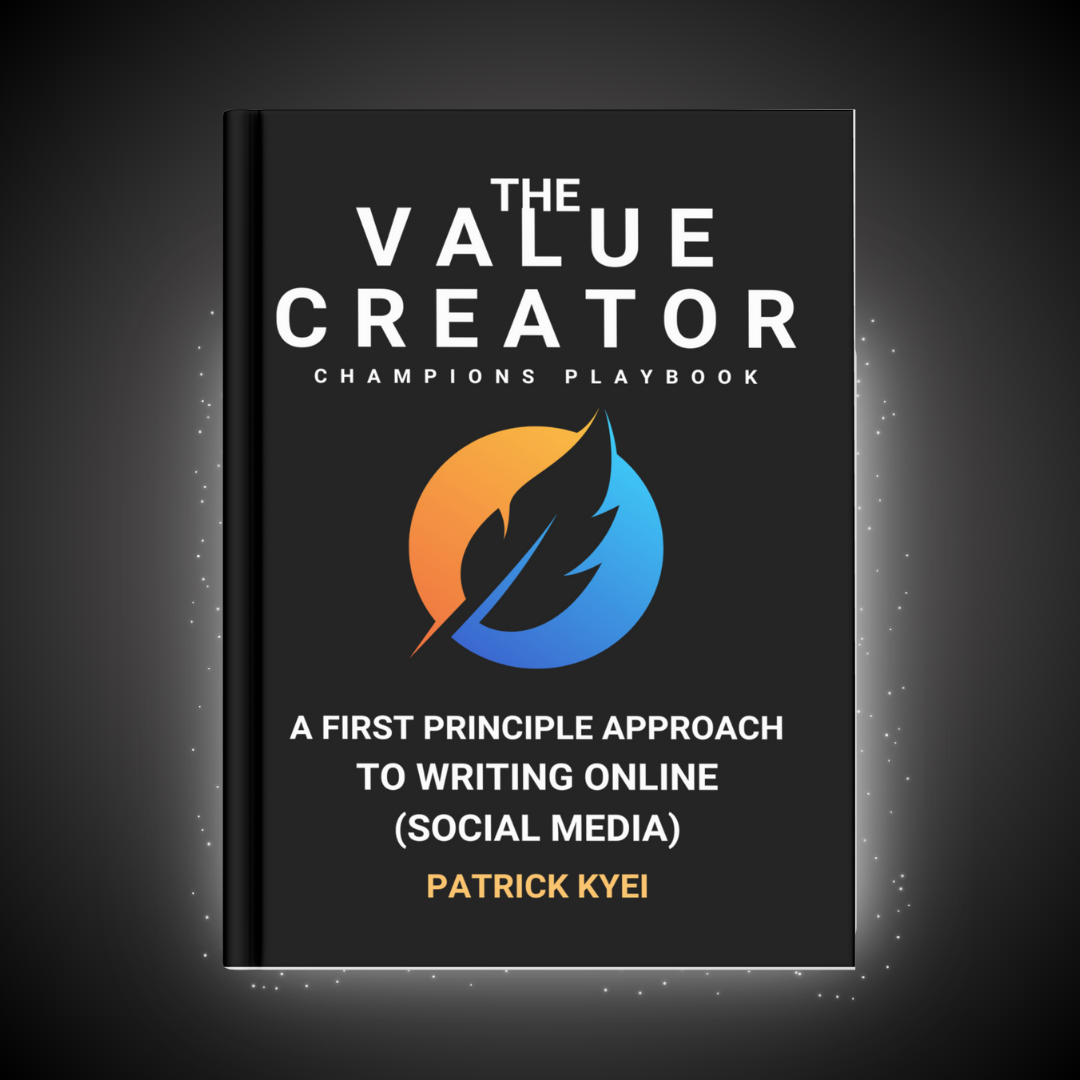 THE
VALUE
CREATOR
CHAMPIONS PLAYBOOK
A FIRST PRINCIPLE APPROACH
TO WRITING ONLINE
(SOCIAL MEDIA)
PATRICK KYEI